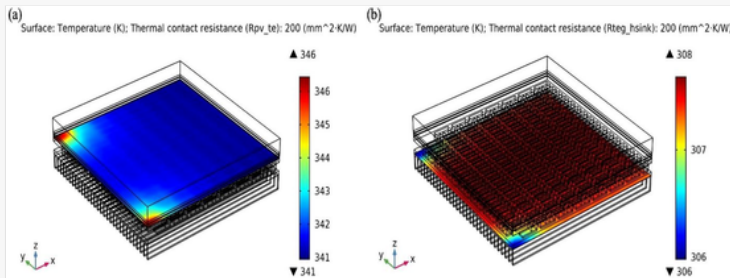 (a)
Surface: Temperature (K); Thermal contact resistance (Rpv_te): 200 (mm^2·K/W)
▲ 346
346
345
344
343
342
341
▼ 341
z
y
x
(b)
Surface: Temperature (K); Thermal contact resistance (Rteg_hsink): 200 (mm^2·K/W)
▲ 308
307
306
▼ 306
z
y
x